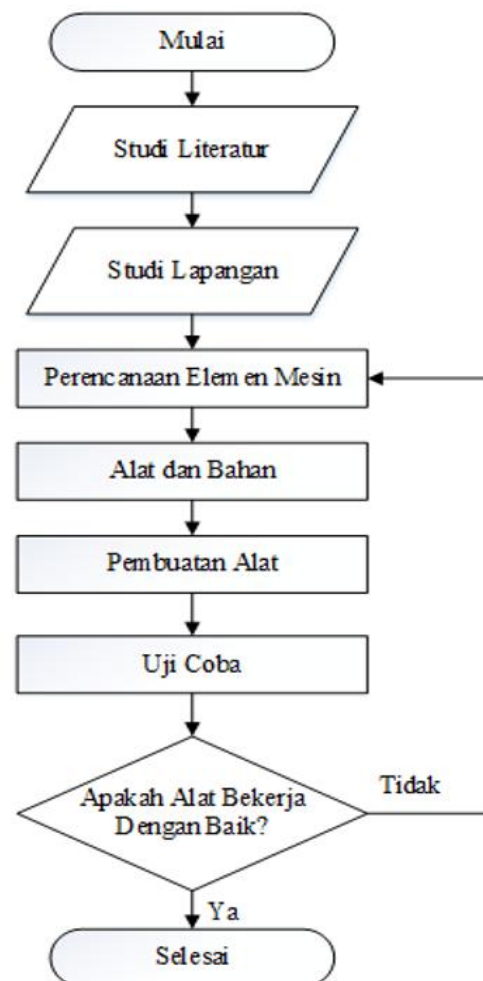 Mulai
Studi Literatur
Studi Lapangan
Perencanaan Elemen Mesin
Alat dan Bahan
Pembuatan Alat
Uji Coba
Apakah Alat Bekerja
Dengan Baik?
Tidak
Ya
Selesai